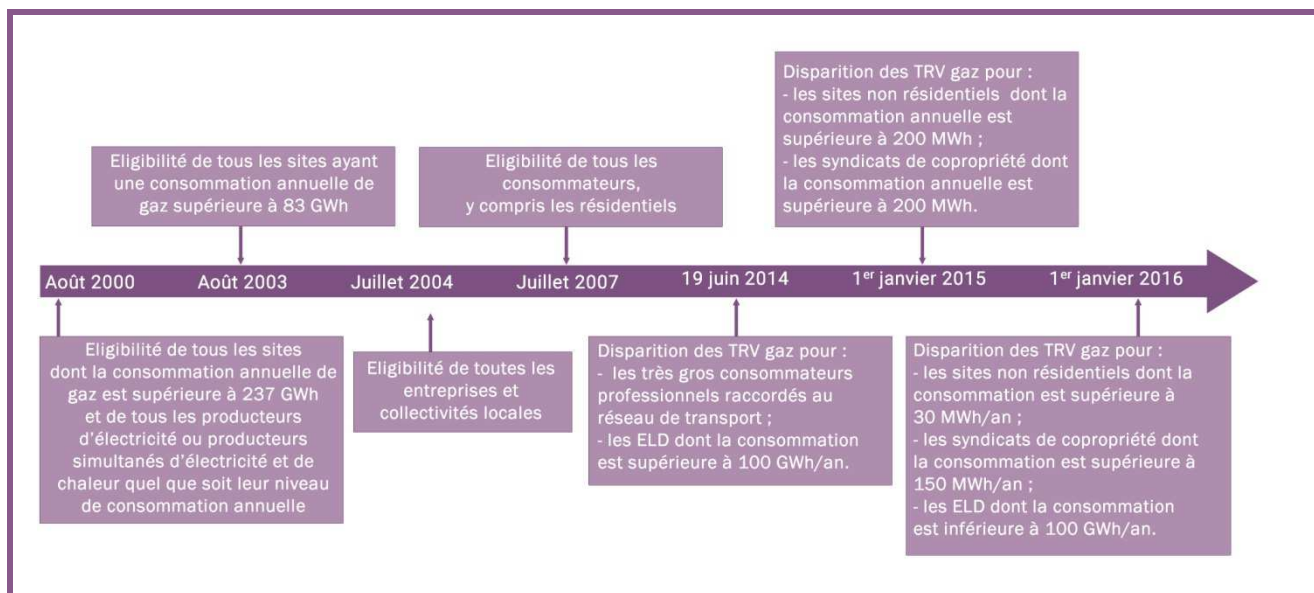 Disparition des TRV gaz pour :
- les sites non résidentiels  dont la
consommation annuelle est
supérieure à 200 MWh ;
- les syndicats de copropriété dont
la consommation annuelle est
supérieure à 200 MWh.
Eligibilité de tous les sites ayant
une consommation annuelle de
gaz supérieure à 83 GWh
Eligibilité de tous les
consommateurs,
y compris les résidentiels
Août 2000
Août 2003
Juillet 2004
Juillet 2007
19 juin 2014
1er janvier 2015
1er janvier 2016
Eligibilité de tous les sites
dont la consommation annuelle de
gaz est supérieure à 237 GWh
et de tous les producteurs
d'électricité ou producteurs
simultanés d'électricité et de
chaleur quel que soit leur niveau
de consommation annuelle
Eligibilité de toutes les
entreprises et
collectivités locales
Disparition des TRV gaz pour :
- les très gros consommateurs
professionnels raccordés au
réseau de transport ;
- les ELD dont la consommation
est supérieure à 100 GWh/an.
Disparition des TRV gaz pour :
- les sites non résidentiels dont la
consommation est supérieure à
30 MWh/an ;
- les syndicats de copropriété dont
la consommation est supérieure à
150 MWh/an ;
- les ELD dont la consommation
est inférieure à 100 GWh/an.